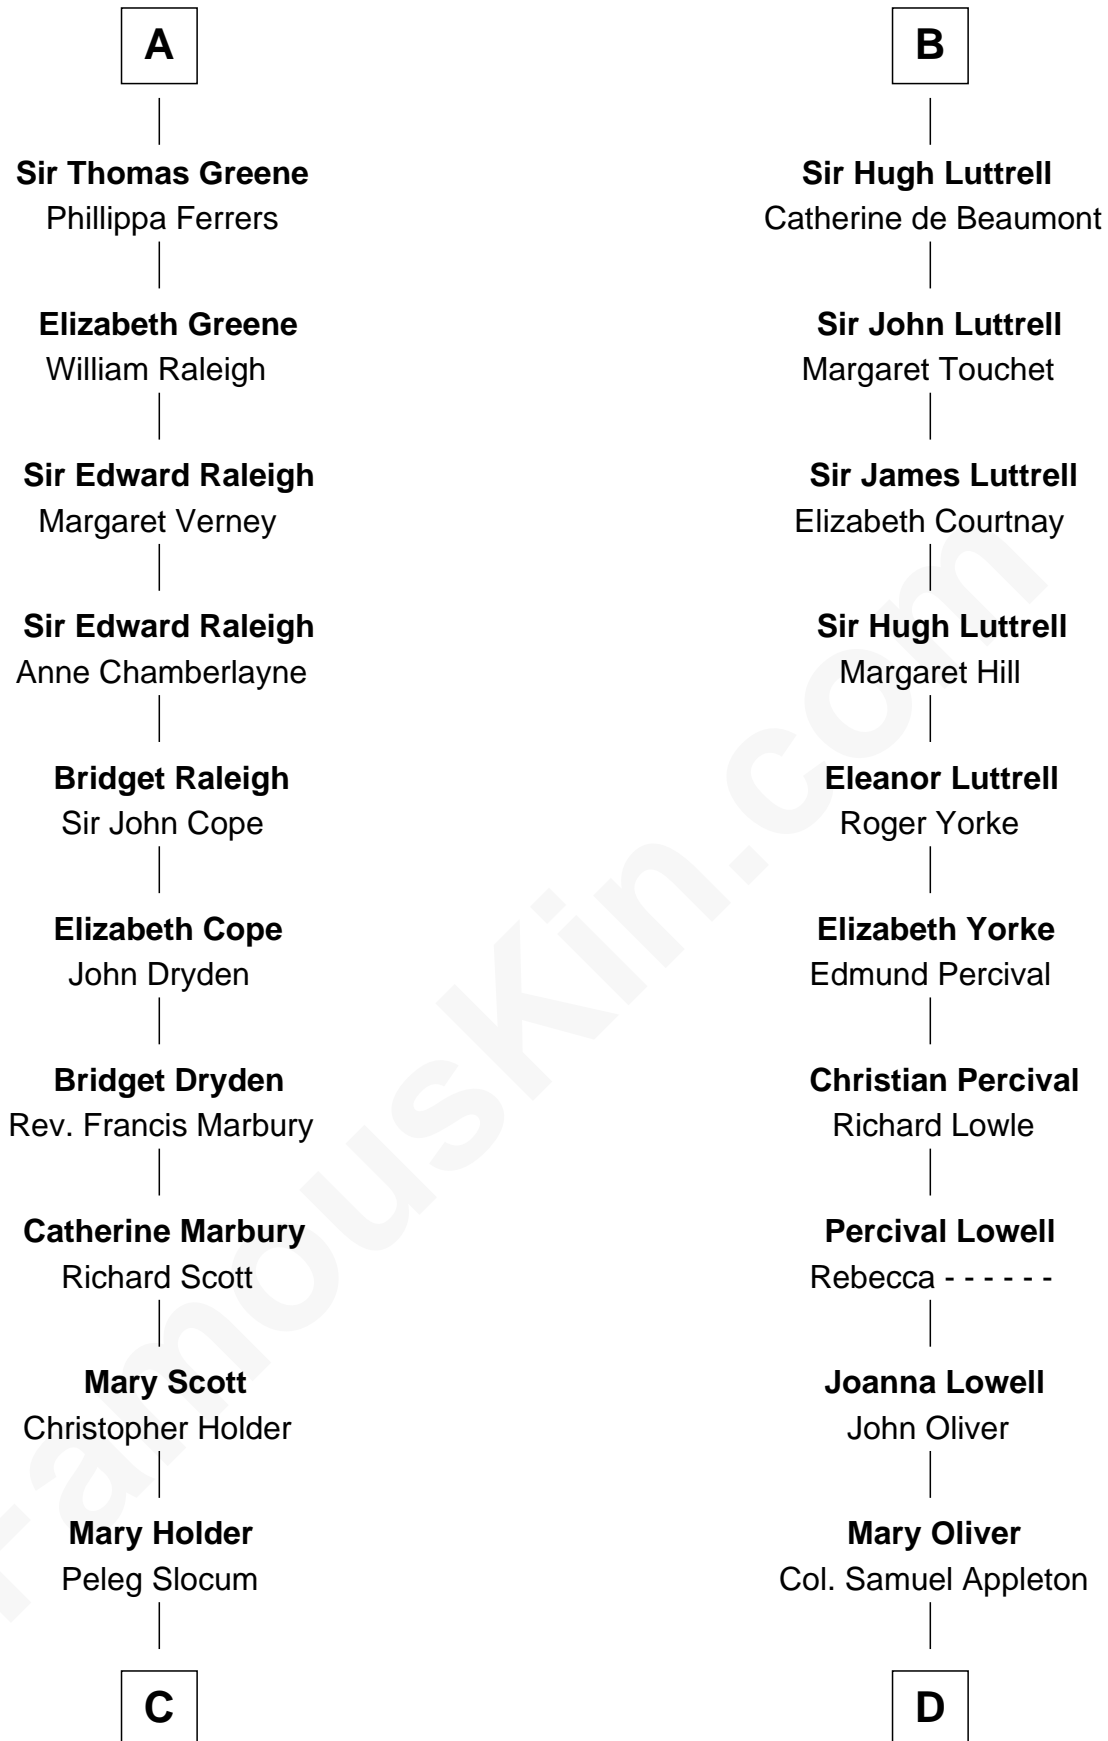 A
Sir Thomas Greene
Phillippa Ferrers
Elizabeth Greene
William Raleigh
Sir Edward Raleigh
Margaret Verney
Sir Edward Raleigh
Anne Chamberlayne
Bridget Raleigh
Sir John Cope
Elizabeth Cope
John Dryden
Bridget Dryden
Rev. Francis Marbury
Catherine Marbury
Richard Scott
Mary Scott
Christopher Holder
Mary Holder
Peleg Slocum
C
B
Sir Hugh Luttrell
Catherine de Beaumont
Sir John Luttrell
Margaret Touchet
Sir James Luttrell
Elizabeth Courtnay
Sir Hugh Luttrell
Margaret Hill
Eleanor Luttrell
Roger Yorke
Elizabeth Yorke
Edmund Percival
Christian Percival
Richard Lowle
Percival Lowell
Rebecca - - - - - -
Joanna Lowell
John Oliver
Mary Oliver
Col. Samuel Appleton
D
FamousKin.com